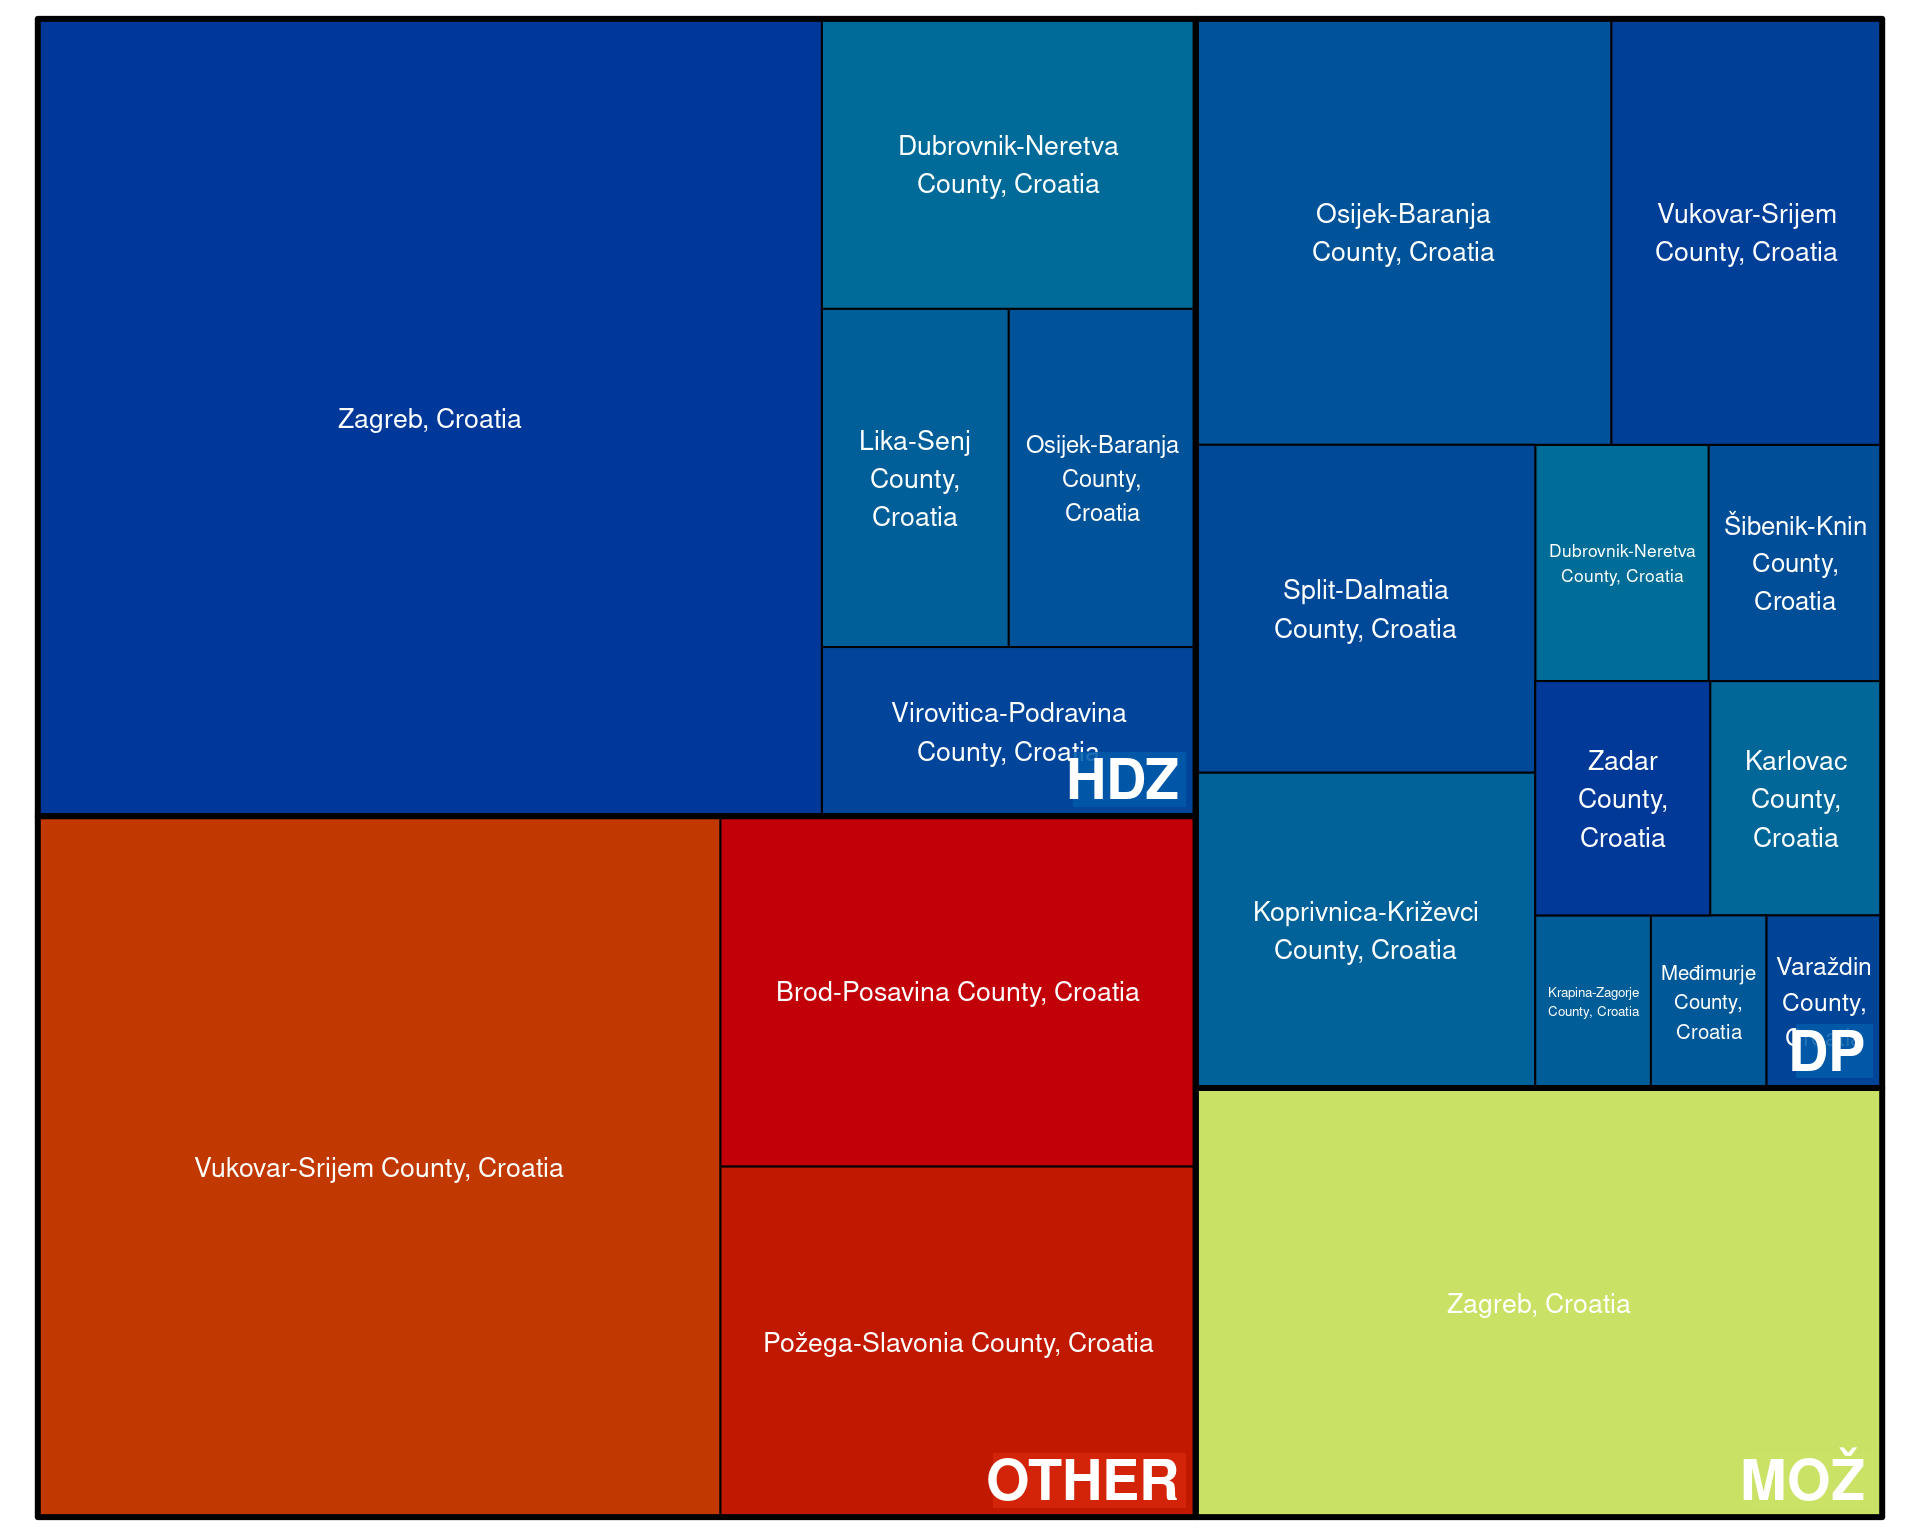 Zagreb, Croatia
Dubrovnik-Neretva
County, Croatia
Lika-Senj
County,
Croatia
Osijek-Baranja
County,
Croatia
Virovitica-Podravina
County, Croatia
HDZ
Vukovar-Srijem County, Croatia
Brod-Posavina County, Croatia
Požega-Slavonia County, Croatia
OTHER
Osijek-Baranja
County, Croatia
Vukovar-Srijem
County, Croatia
Split-Dalmatia
County, Croatia
Dubrovnik-Neretva
County, Croatia
Šibenik-Knin
County,
Croatia
Koprivnica-Križevci
County, Croatia
Zadar
County,
Croatia
Karlovac
County,
Croatia
Krapina-Zagorje
County, Croatia
Međimurje
County,
Croatia
Varaždin
County,
DP
Zagreb, Croatia
MOŽ